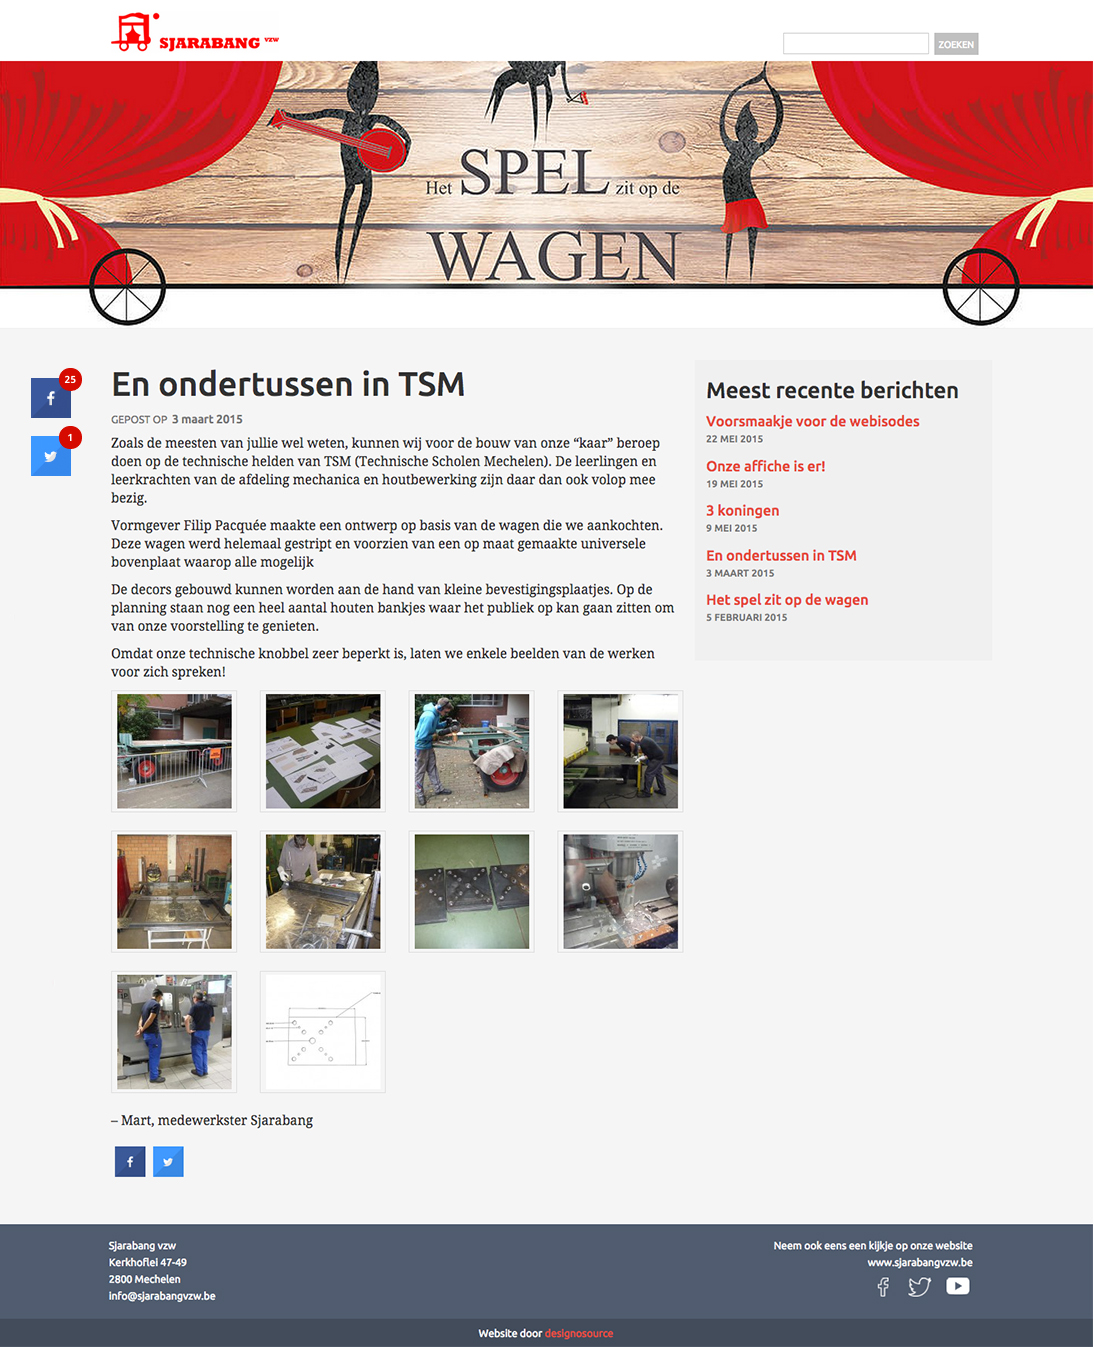 SJARABANG VZW
ZOEKEN
Het SPEL zit op de
WAGEN
25
1
En ondertussen in TSM
GEPOST OP 3 maart 2015
Zoals de meesten van jullie wel weten, kunnen wij voor de bouw van onze “kaar” beroep
doen op de technische helden van TSM (Technische Scholen Mechelen). De leerlingen en
leerkrachten van de afdeling mechanica en houtbewerking zijn daar dan ook volop mee
bezig.
Vormgever Filip Pacquée maakte een ontwerp op basis van de wagen die we aankochten.
Deze wagen werd helemaal gestript en voorzien van een op maat gemaakte universele
bovenplaat waarop alle mogelijk
De decors gebouwd kunnen worden aan de hand van kleine bevestigingsplaatjes. Op de
planning staan nog een heel aantal houten bankjes waar het publiek op kan gaan zitten om
van onze voorstelling te genieten.
Omdat onze technische knobbel zeer beperkt is, laten we enkele beelden van de werken
voor zich spreken!
– Mart, medewerkster Sjarabang
Meest recente berichten
Voorsmaakje voor de webisodes
22 MEI 2015
Onze affiche is er!
19 MEI 2015
3 koningen
9 MEI 2015
En ondertussen in TSM
3 MAART 2015
Het spel zit op de wagen
5 FEBRUARI 2015
Sjarabang vzw
Kerkhoflei 47-49
2800 Mechelen
info@sjarabangvzw.be
Neem ook eens een kijkje op onze website
www.sjarabangvzw.be
Website door designosource